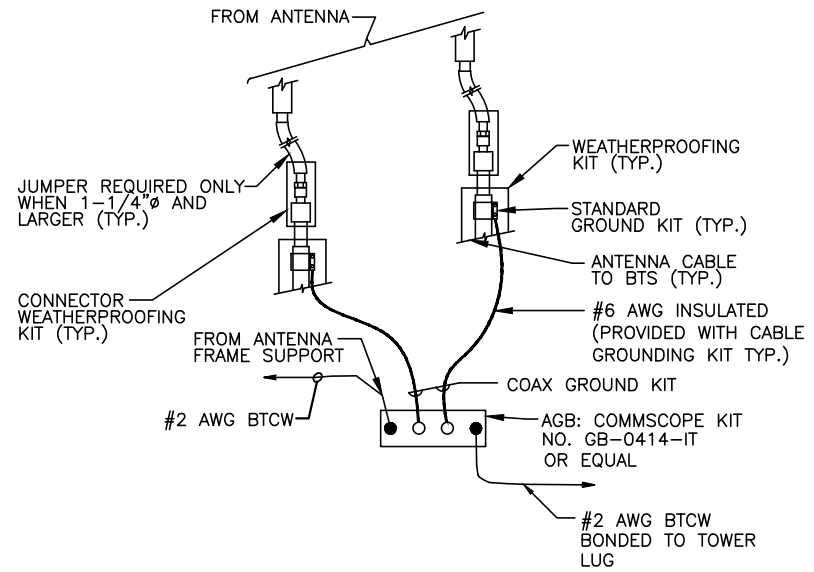 FROM ANTENNA
WEATHERPROOFING
KIT (TYP.)
JUMPER REQUIRED ONLY
WHEN 1-1/4"ø AND
LARGER (TYP.)
STANDARD
GROUND KIT (TYP.)
ANTENNA CABLE
TO BTS (TYP.)
CONNECTOR
WEATHERPROOFING
KIT (TYP.)
#6 AWG INSULATED
(PROVIDED WITH CABLE
GROUNDING KIT TYP.)
FROM ANTENNA
FRAME SUPPORT
COAX GROUND KIT
#2 AWG BTCW
AGB: COMMSCOPE KIT
NO. GB-0414-IT
OR EQUAL
#2 AWG BTCW
BONDED TO TOWER
LUG